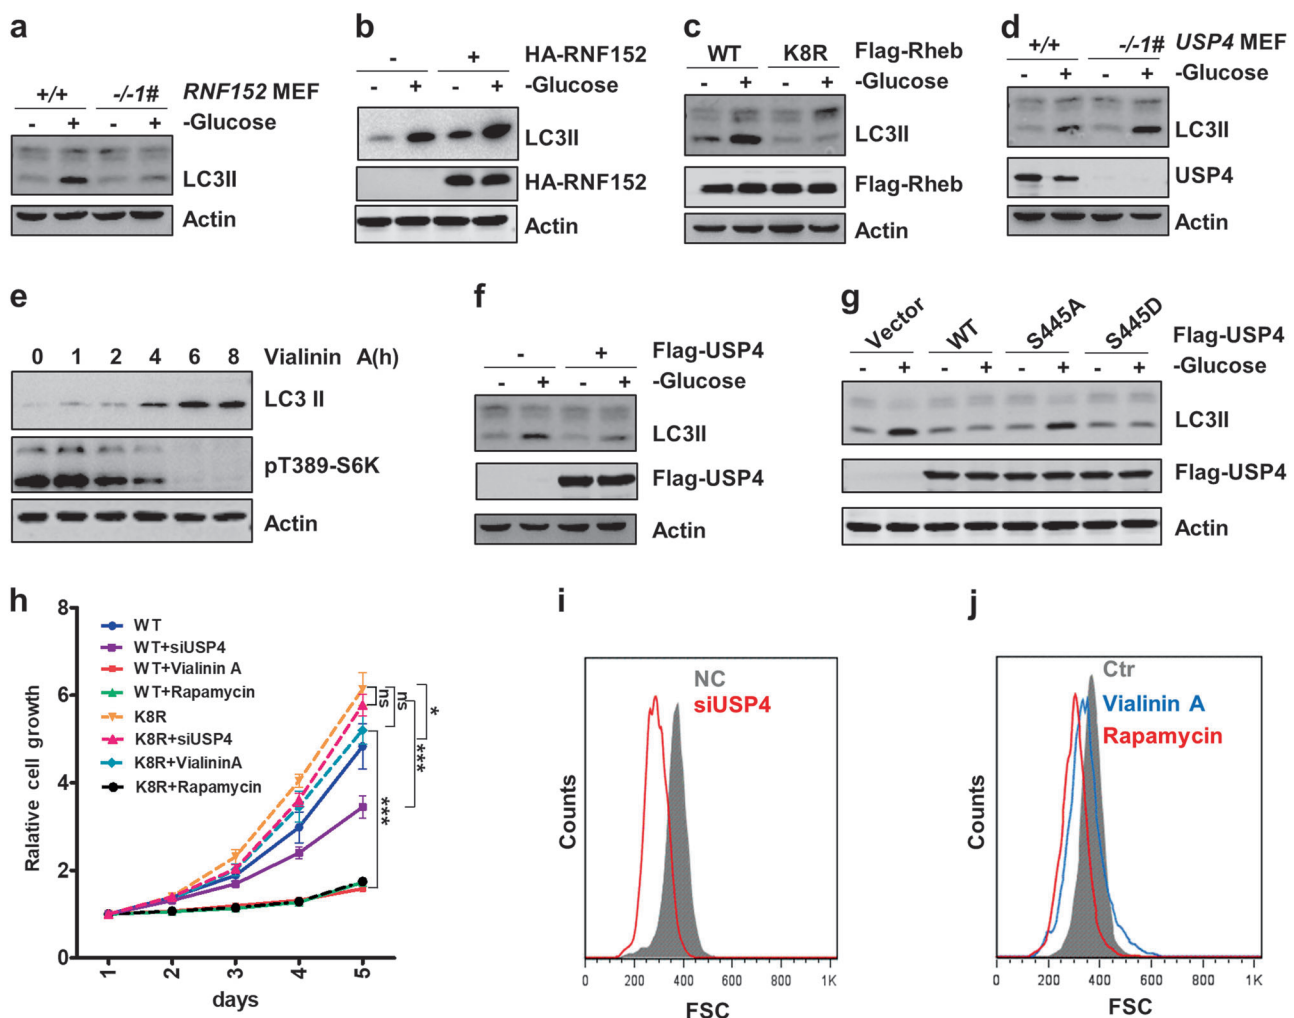 a
+/+ -/-1# RNF152 MEF
- + - + -Glucose
LC3II
Actin
b
- + HA-RNF152
- + - + -Glucose
LC3II
HA-RNF152
Actin
c
WT K8R Flag-Rheb
- + - + -Glucose
LC3II
Flag-Rheb
Actin
d
+/+ -/-1# USP4 MEF
- + - + -Glucose
LC3II
USP4
Actin
e
0 1 2 4 6 8 Vialinin A(h)
LC3 II
pT389-S6K
Actin
f
- + Flag-USP4
- + - + -Glucose
LC3II
Flag-USP4
Actin
g
Vector WT S445A S445D Flag-USP4
- + - + - + - + -Glucose
LC3II
Flag-USP4
Actin
h
Ralative cell growth
8
6
4
2
0
WT
WT+siUSP4
WT+Vialinin A
WT+Rapamycin
K8R
K8R+siUSP4
K8R+VialininA
K8R+Rapamycin
ns
ns
*
***
***
1 2 3 4 5
days
i
NC
siUSP4
Counts
0 200 400 600 800 1K
FSC
j
Ctr
Vialinin A
Rapamycin
Counts
0 200 400 600 800 1K
FSC